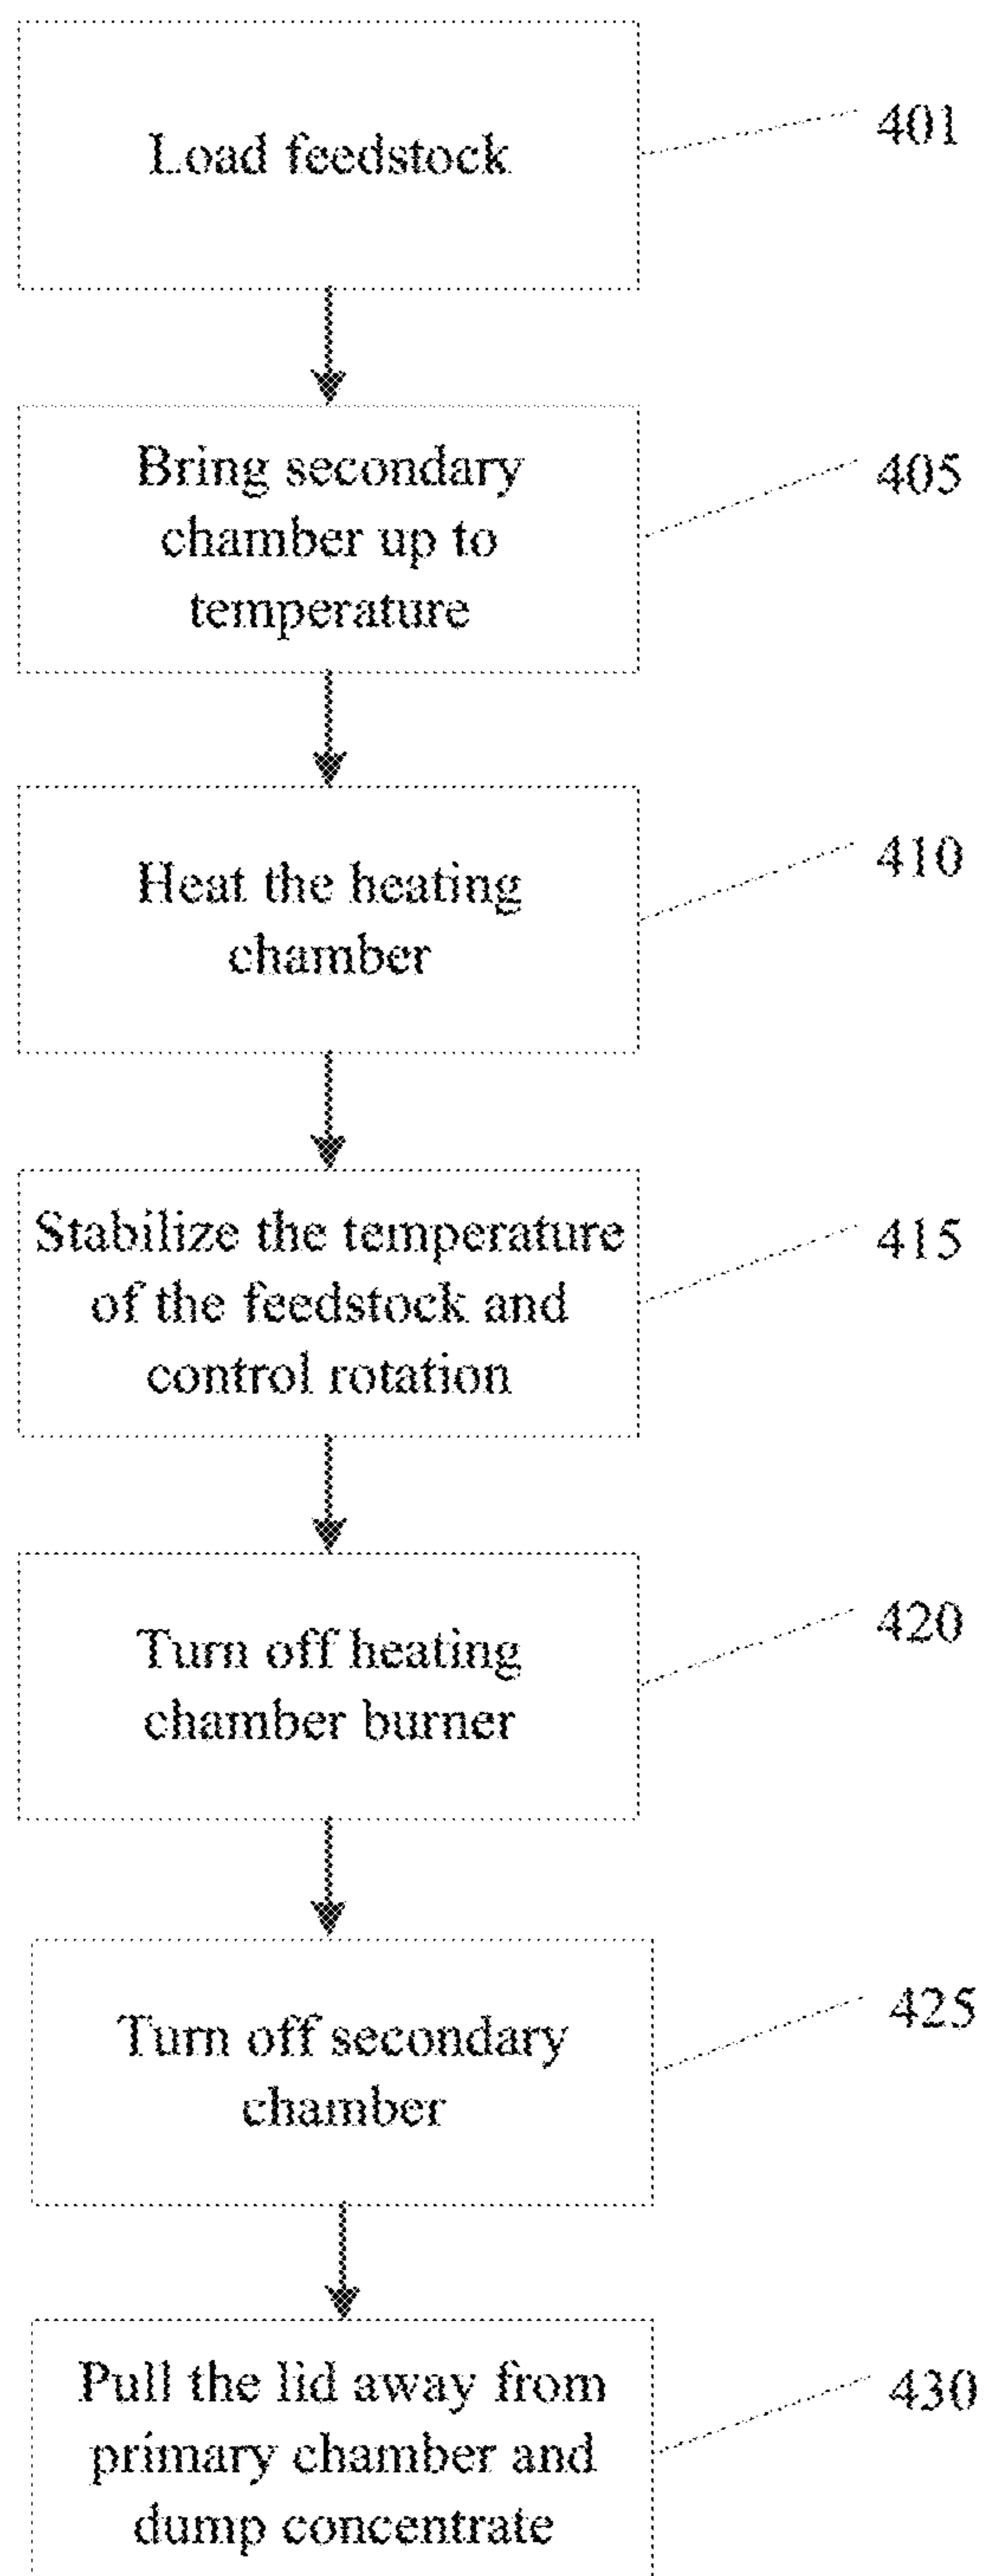 Load feedstock
401
Bring secondary
chamber up to
temperature
405
Heat the heating
chamber
410
Stabilize the temperature
of the feedstock and
control rotation
415
Turn off heating
chamber burner
420
Turn off secondary
chamber
425
Pull the lid away from
primary chamber and
dump concentrate
430